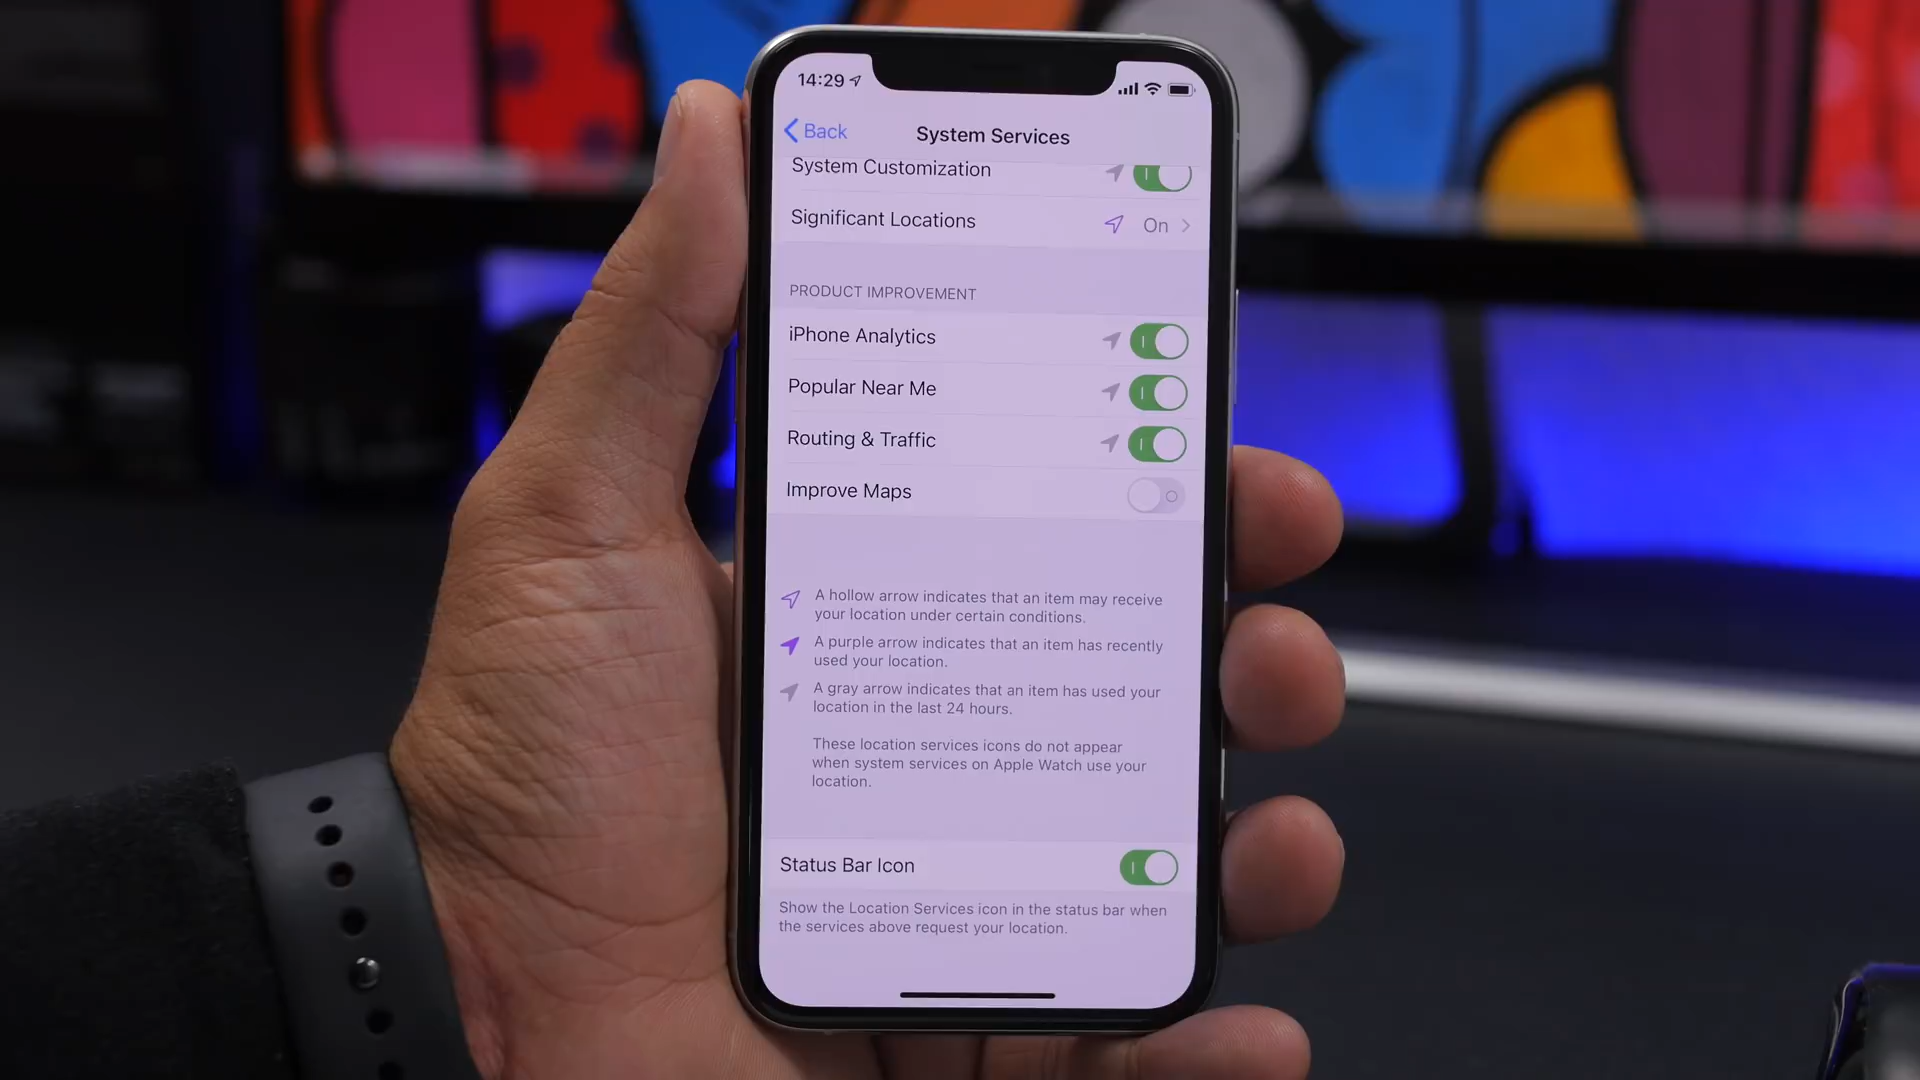 14:29
Back
System Services
System Customization
Significant Locations
On
PRODUCT IMPROVEMENT
iPhone Analytics
Popular Near Me
Routing & Traffic
Improve Maps
A hollow arrow indicates that an item may receive
your location under certain conditions.
A purple arrow indicates that an item has recently
used your location.
A gray arrow indicates that an item has used your
location in the last 24 hours.
These location services icons do not appear
when system services on Apple Watch use your
location.
Status Bar Icon
Show the Location Services icon in the status bar when
the services above request your location.